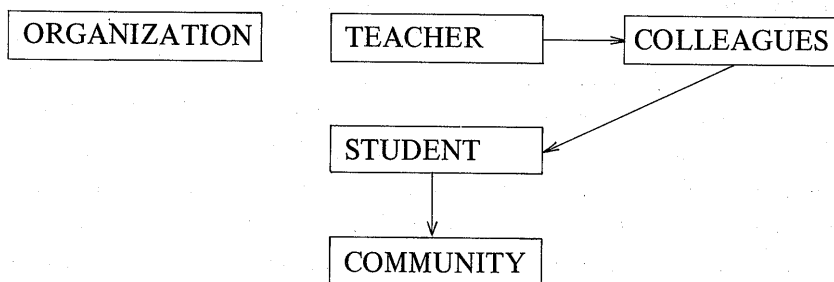 ORGANIZATION
TEACHER
COLLEAGUES
STUDENT
COMMUNITY